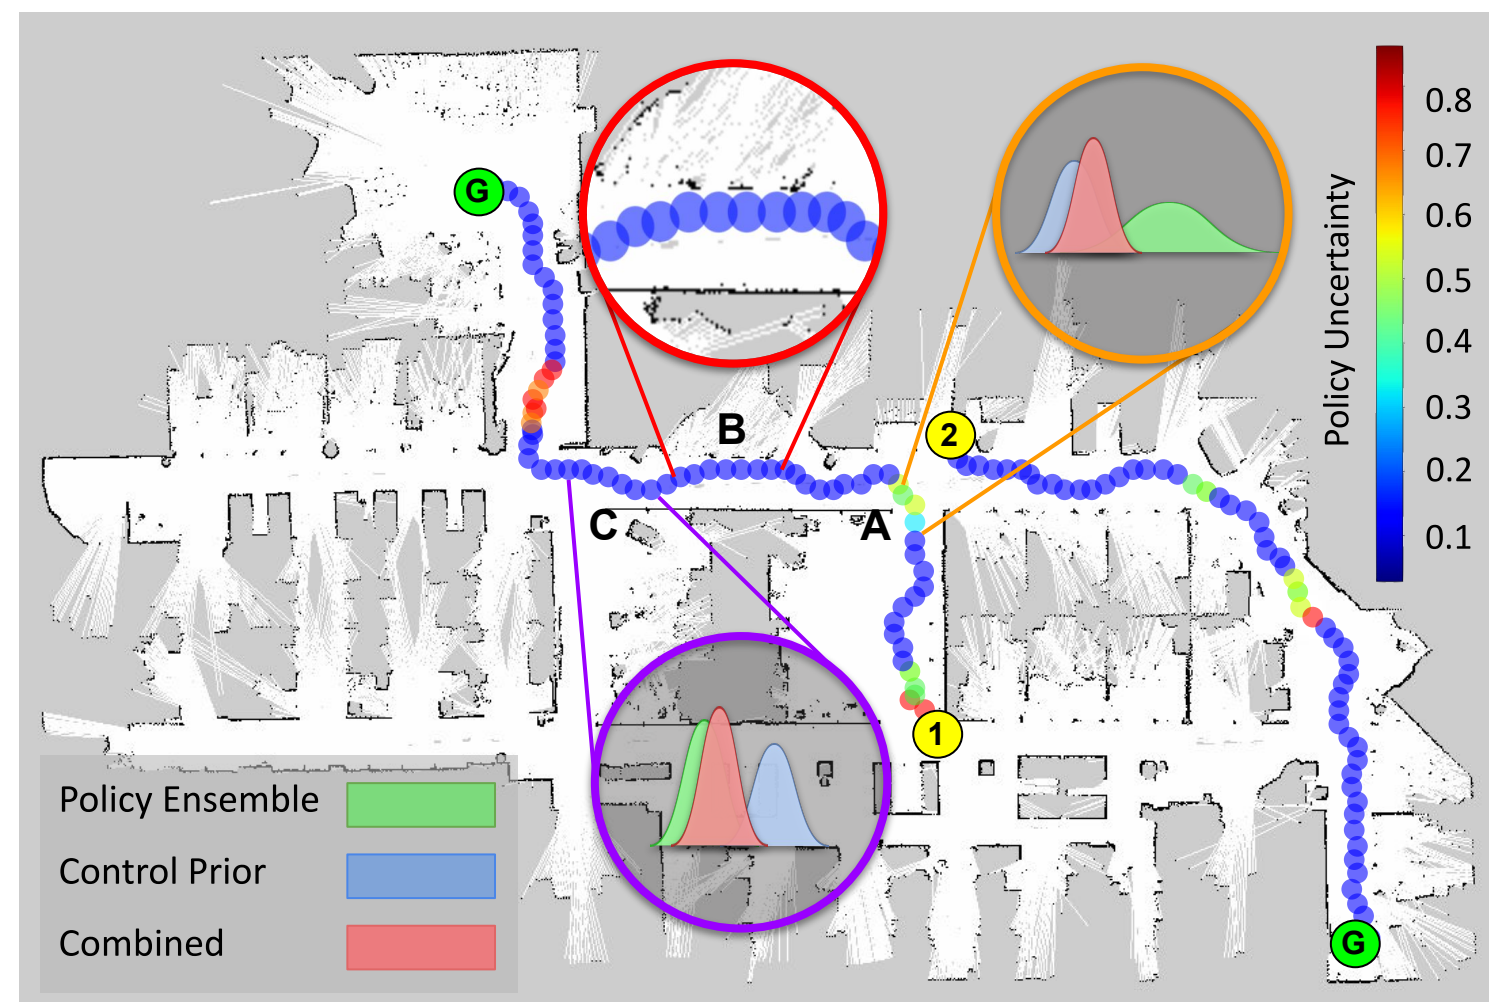 G
B
2
C
A
1
G
Policy Ensemble
Control Prior
Combined
Policy Uncertainty
0.8
0.7
0.6
0.5
0.4
0.3
0.2
0.1